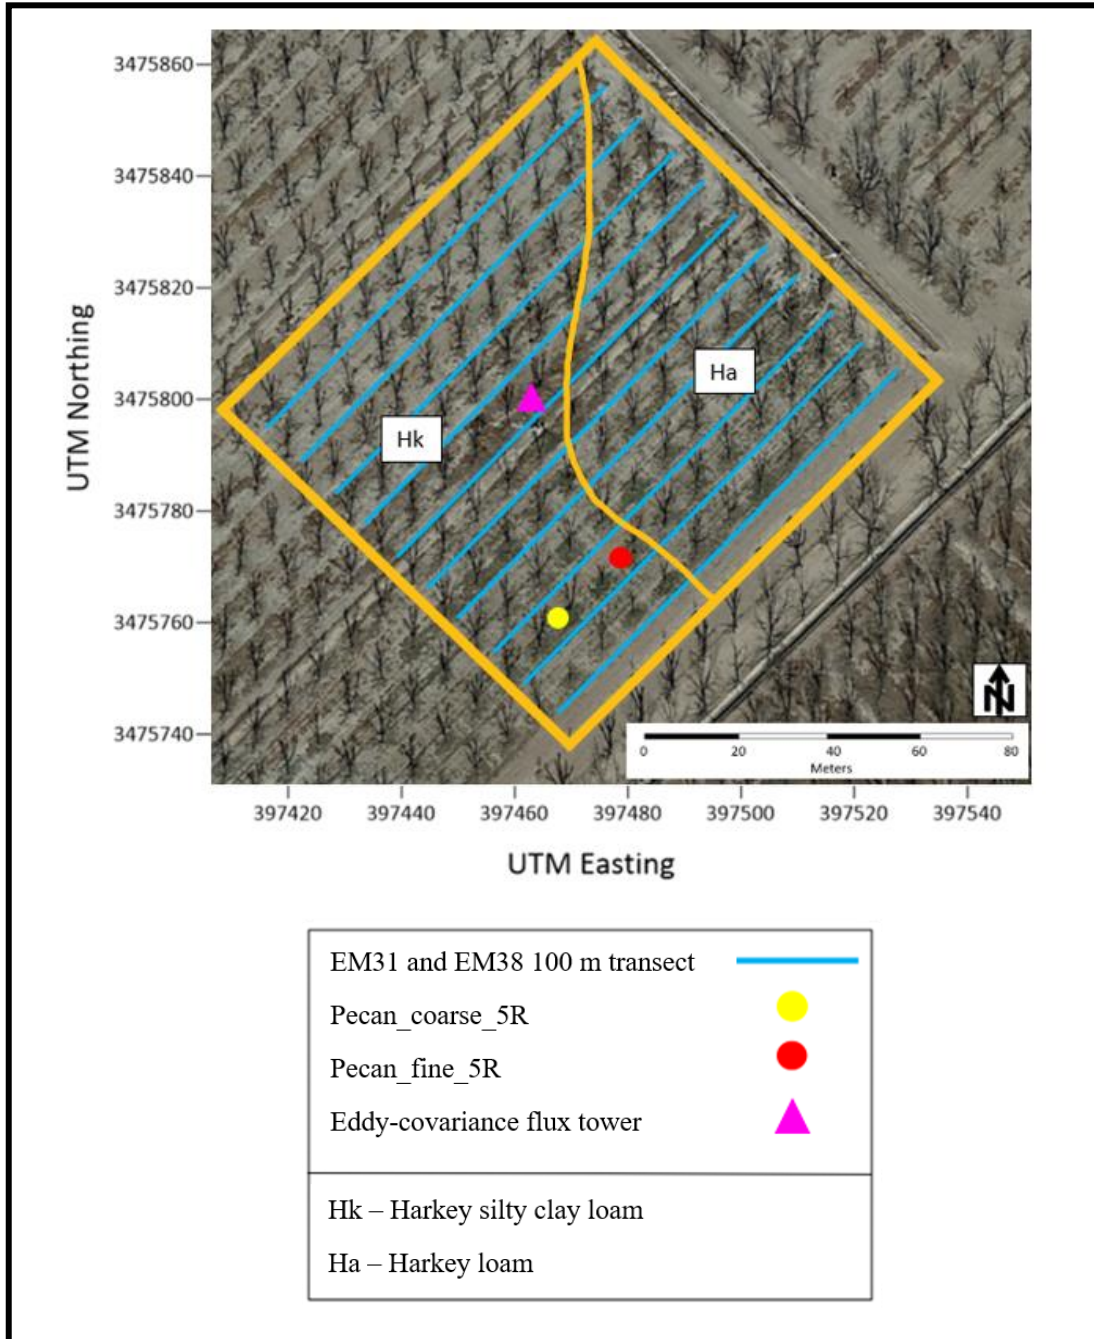 3475860
3475840
3475820
3475800
3475780
3475760
3475740
UTM Northing
Ha
Hk
N
0 20 40 60 80
Meters
397420 397440 397460 397480 397500 397520 397540
UTM Easting
EM31 and EM38 100 m transect
Pecan_coarse_5R
Pecan_fine_5R
Eddy-covariance flux tower
Hk – Harkey silty clay loam
Ha – Harkey loam